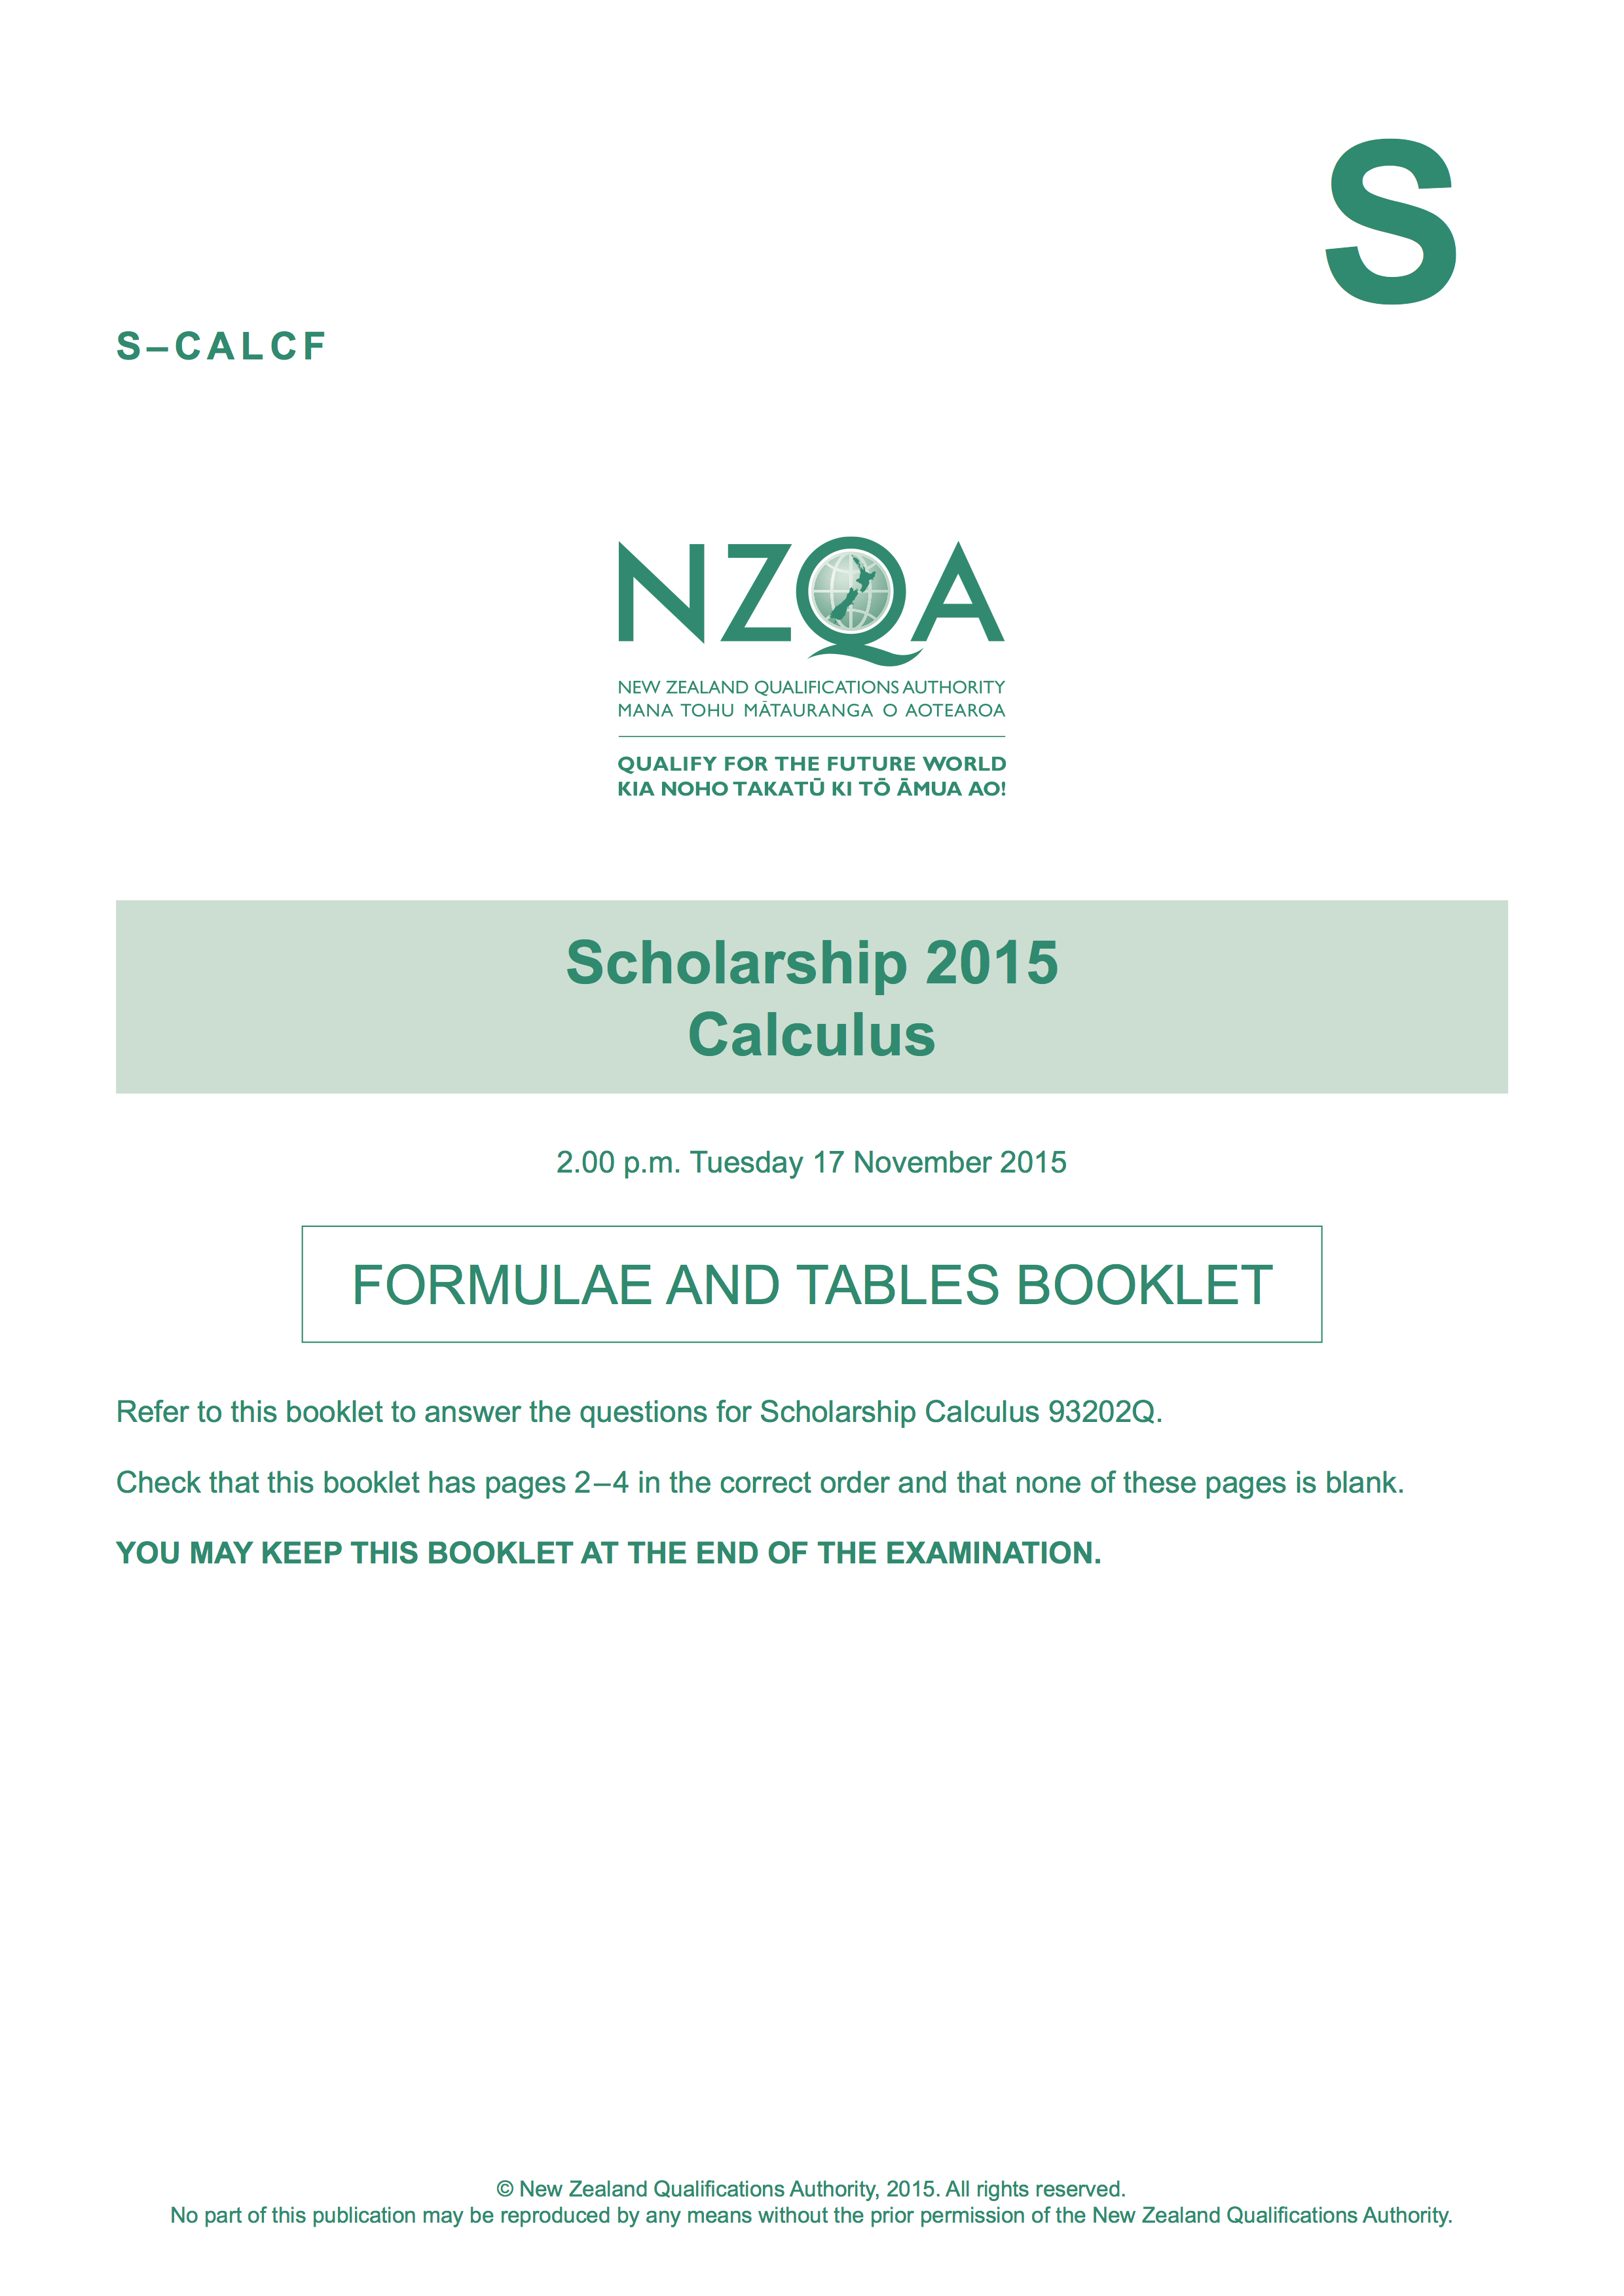 S
S–CALCF
NZQA
NEW ZEALAND QUALIFICATIONS AUTHORITY
MANA TOHU MĀTAURANGA O AOTEAROA
QUALIFY FOR THE FUTURE WORLD
KIA NOHO TAKATŪ KI TŌ ĀMUA AO!
Scholarship 2015
Calculus
2.00 p.m. Tuesday 17 November 2015
FORMULAE AND TABLES BOOKLET
Refer to this booklet to answer the questions for Scholarship Calculus 93202Q.
Check that this booklet has pages 2–4 in the correct order and that none of these pages is blank.
YOU MAY KEEP THIS BOOKLET AT THE END OF THE EXAMINATION.
© New Zealand Qualifications Authority, 2015. All rights reserved.
No part of this publication may be reproduced by any means without the prior permission of the New Zealand Qualifications Authority.